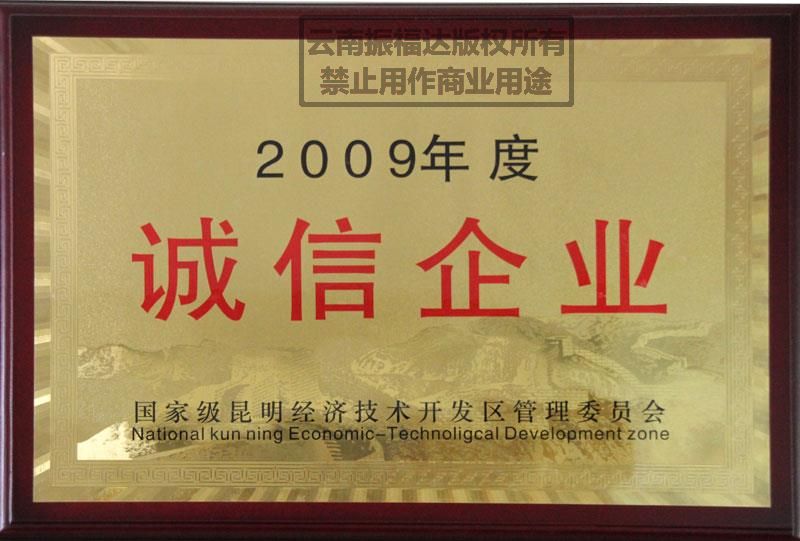 云南振福达版权所有
禁止用作商业用途
2009年度
诚信企业
国家级昆明经济技术开发区管理委员会
National kun ning Economic-Technoligcal Development zone